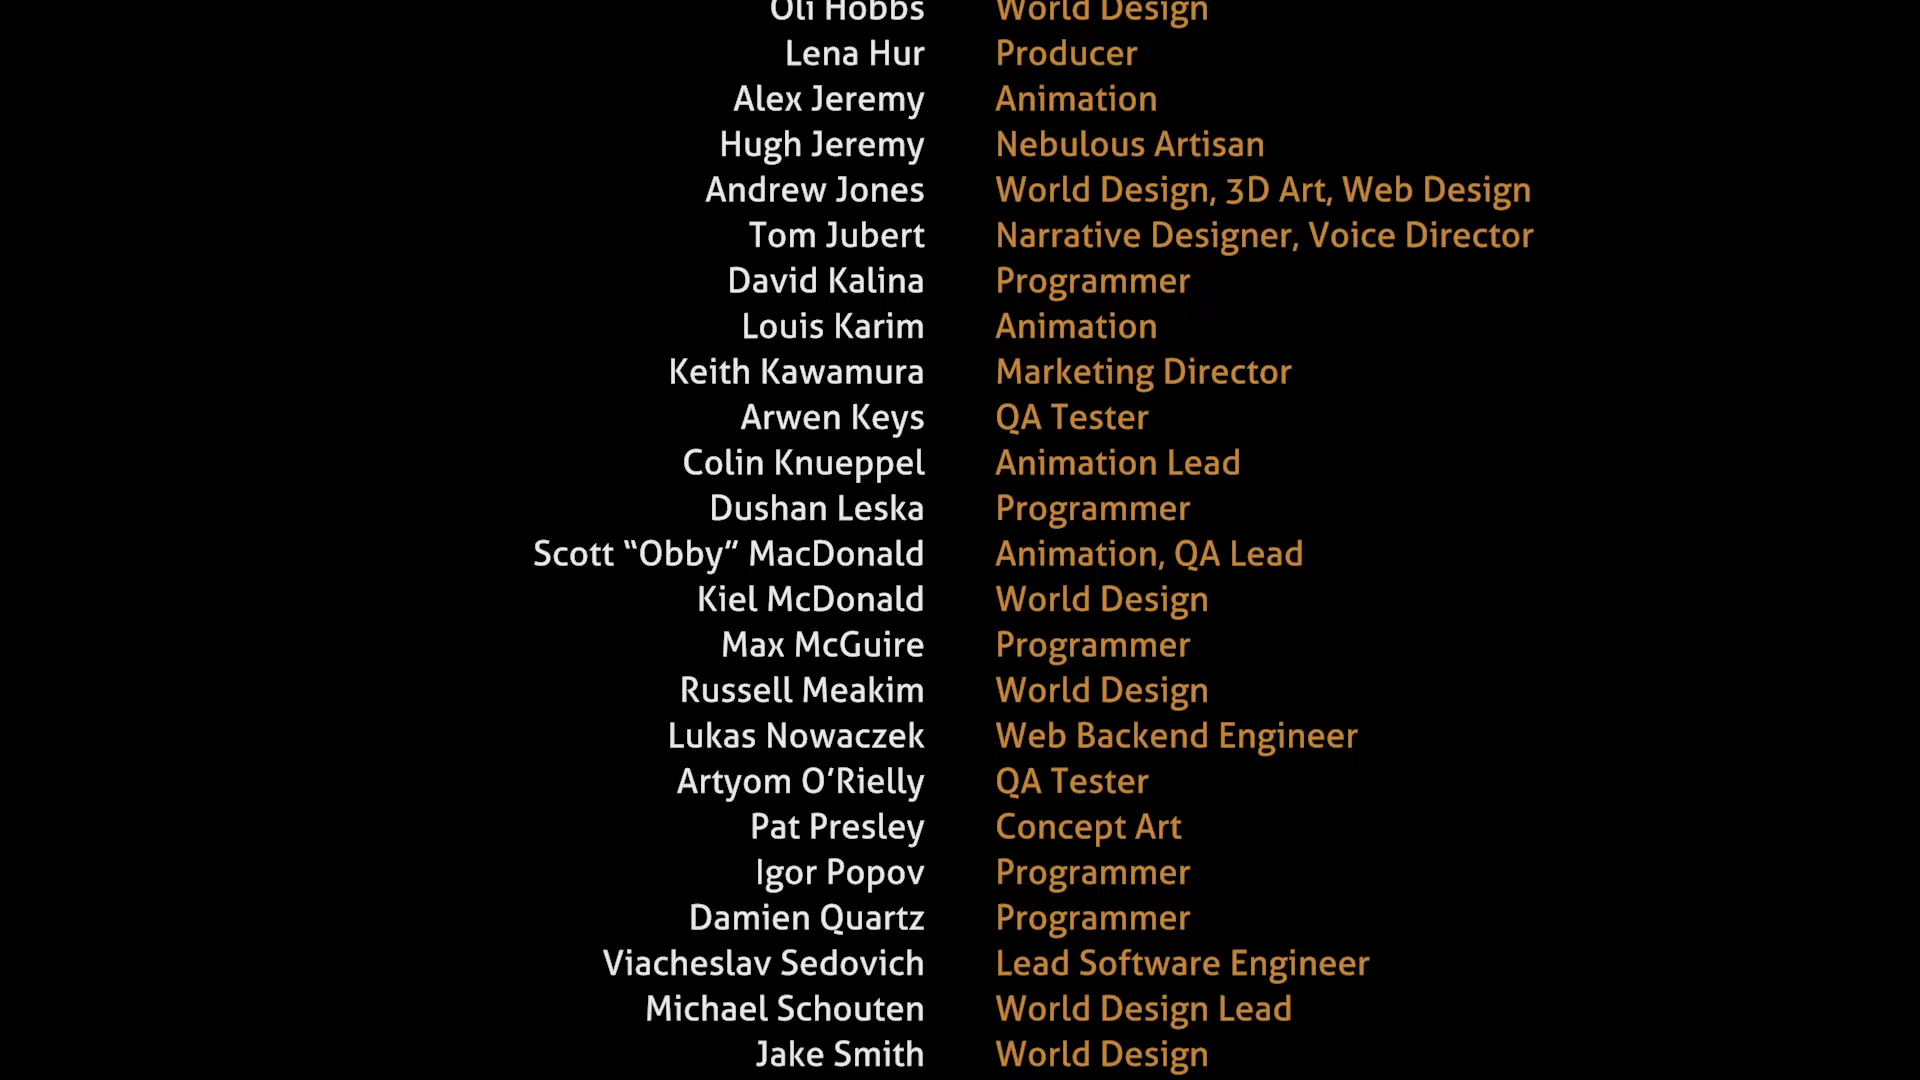 Oli Hobbs World Design
Lena Hur Producer
Alex Jeremy Animation
Hugh Jeremy Nebulous Artisan
Andrew Jones World Design, 3D Art, Web Design
Tom Jubert Narrative Designer, Voice Director
David Kalina Programmer
Louis Karim Animation
Keith Kawamura Marketing Director
Arwen Keys QA Tester
Colin Knueppel Animation Lead
Dushan Leska Programmer
Scott “Obby” MacDonald Animation, QA Lead
Kiel McDonald World Design
Max McGuire Programmer
Russell Meakim World Design
Lukas Nowaczek Web Backend Engineer
Artyom O’Rielly QA Tester
Pat Presley Concept Art
Igor Popov Programmer
Damien Quartz Programmer
Viacheslav Sedovich Lead Software Engineer
Michael Schouten World Design Lead
Jake Smith World Design